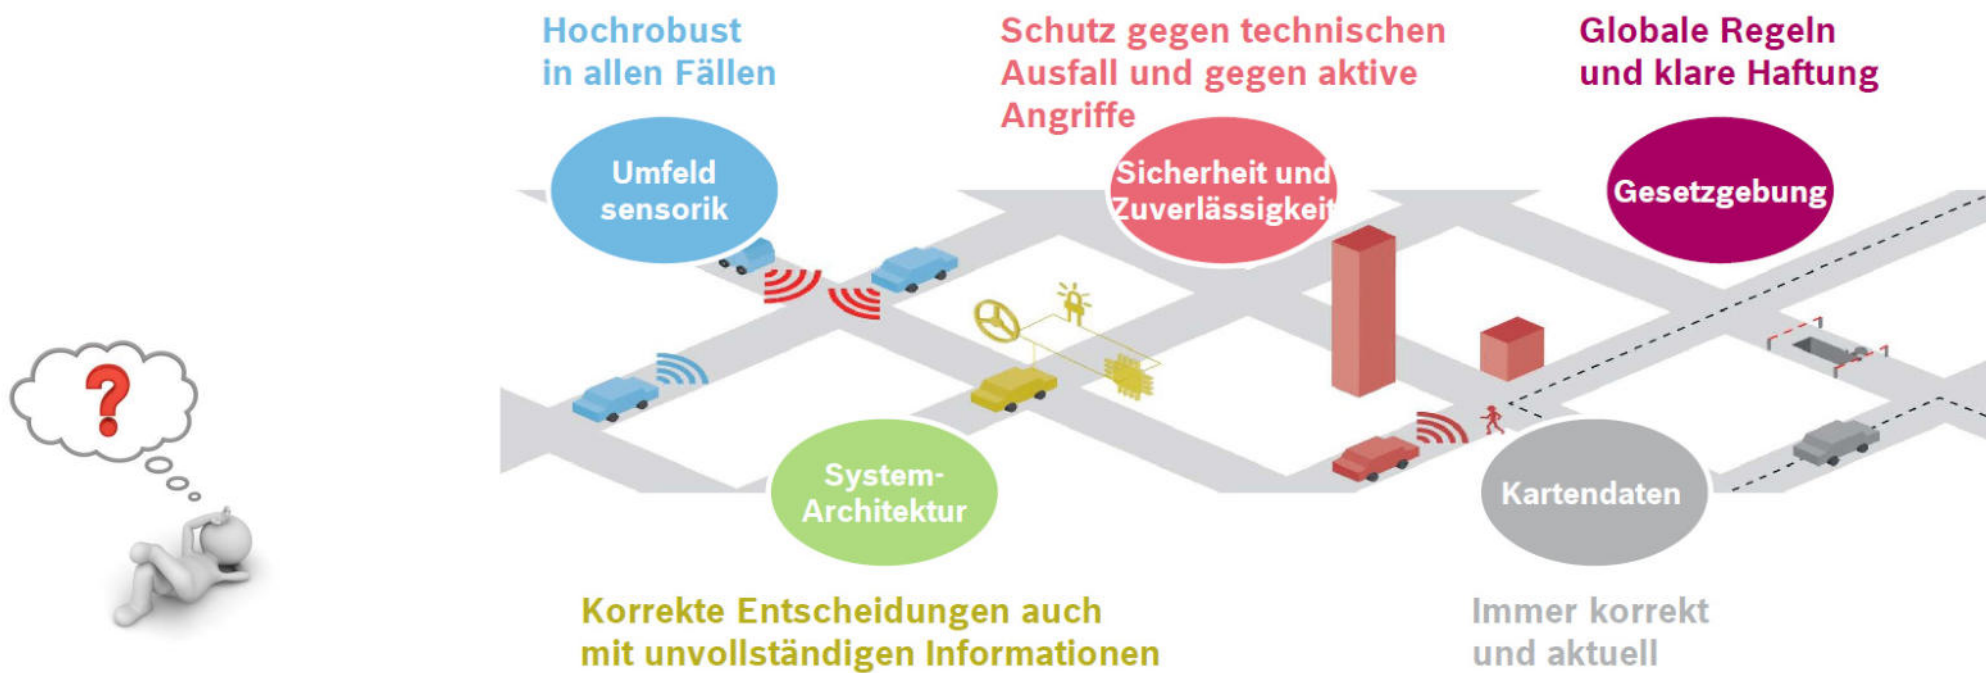 Hochrobust
in allen Fällen
Umfeld
sensorik
Schutz gegen technischen
Ausfall und gegen aktive
Angriffe
Sicherheit und
Zuverlässigkeit
Globale Regeln
und klare Haftung
Gesetzgebung
?
System-
Architektur
Korrekte Entscheidungen auch
mit unvollständigen Informationen
Kartendaten
Immer korrekt
und aktuell